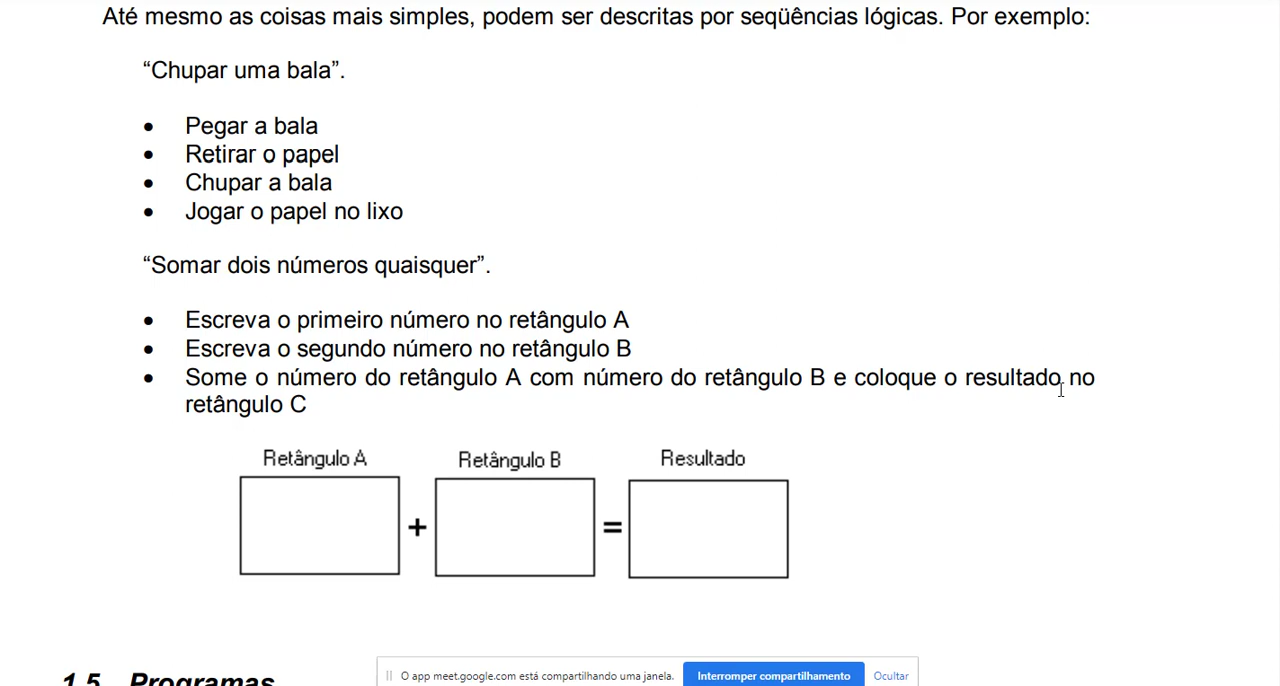 Até mesmo as coisas mais simples, podem ser descritas por seqüências lógicas. Por exemplo:
“Chupar uma bala”.
• Pegar a bala
• Retirar o papel
• Chupar a bala
• Jogar o papel no lixo
“Somar dois números quaisquer”.
• Escreva o primeiro número no retângulo A
• Escreva o segundo número no retângulo B
• Some o número do retângulo A com número do retângulo B e coloque o resultado no
retângulo C
Retângulo A Retângulo B Resultado
+ =
1.5 Programas
O app meet.google.com está compartilhando uma janela. Interromper compartilhamento Ocultar